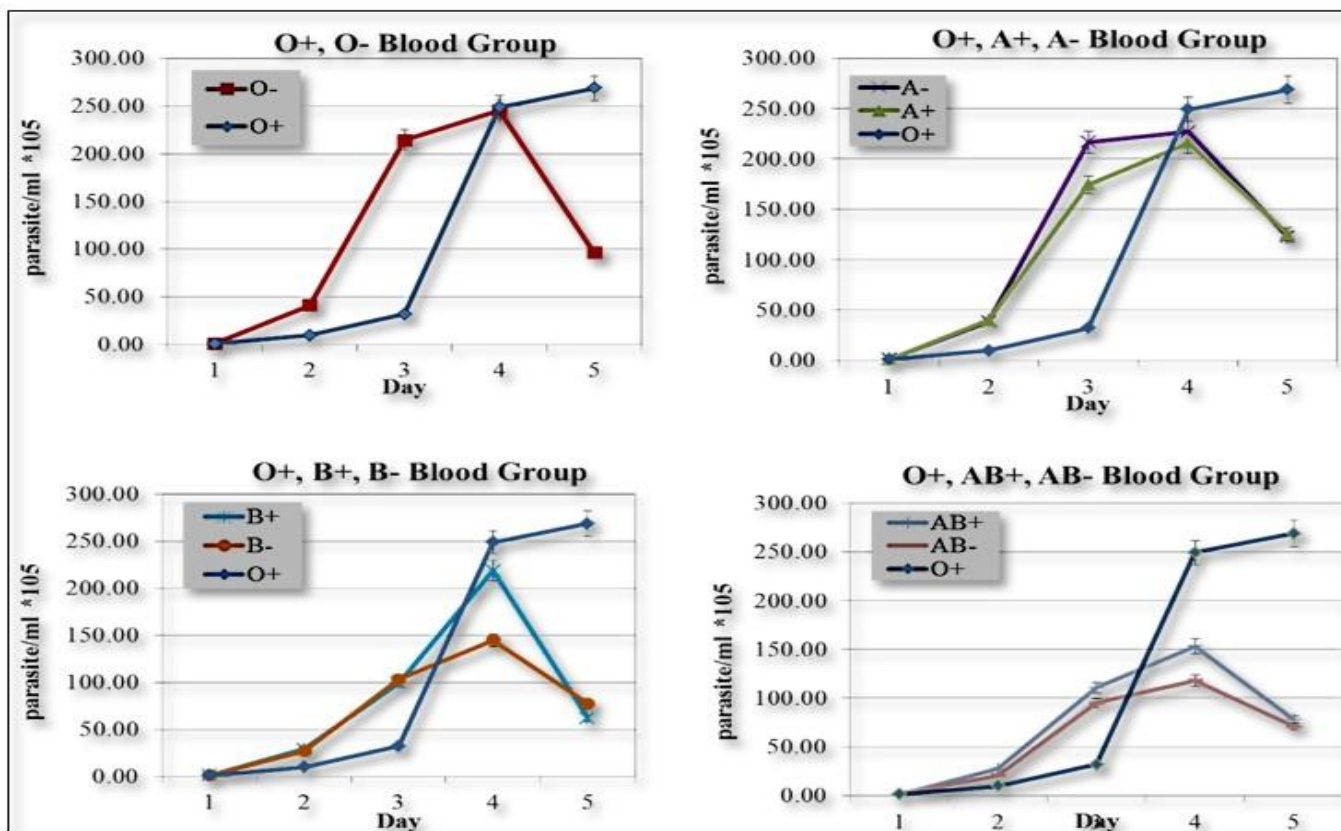 O+, O- Blood Group
300.00
250.00
200.00
150.00
100.00
50.00
0.00
parasite/ml *105
O-
O+
1 2 3 4 5
Day
O+, A+, A- Blood Group
300.00
250.00
200.00
150.00
100.00
50.00
0.00
parasite/ml *105
A-
A+
O+
1 2 3 4 5
Day
O+, B+, B- Blood Group
300.00
250.00
200.00
150.00
100.00
50.00
0.00
parasite/ml *105
B+
B-
O+
1 2 3 4 5
Day
O+, AB+, AB- Blood Group
300.00
250.00
200.00
150.00
100.00
50.00
0.00
parasite/ml *105
AB+
AB-
O+
1 2 3 4 5
Day